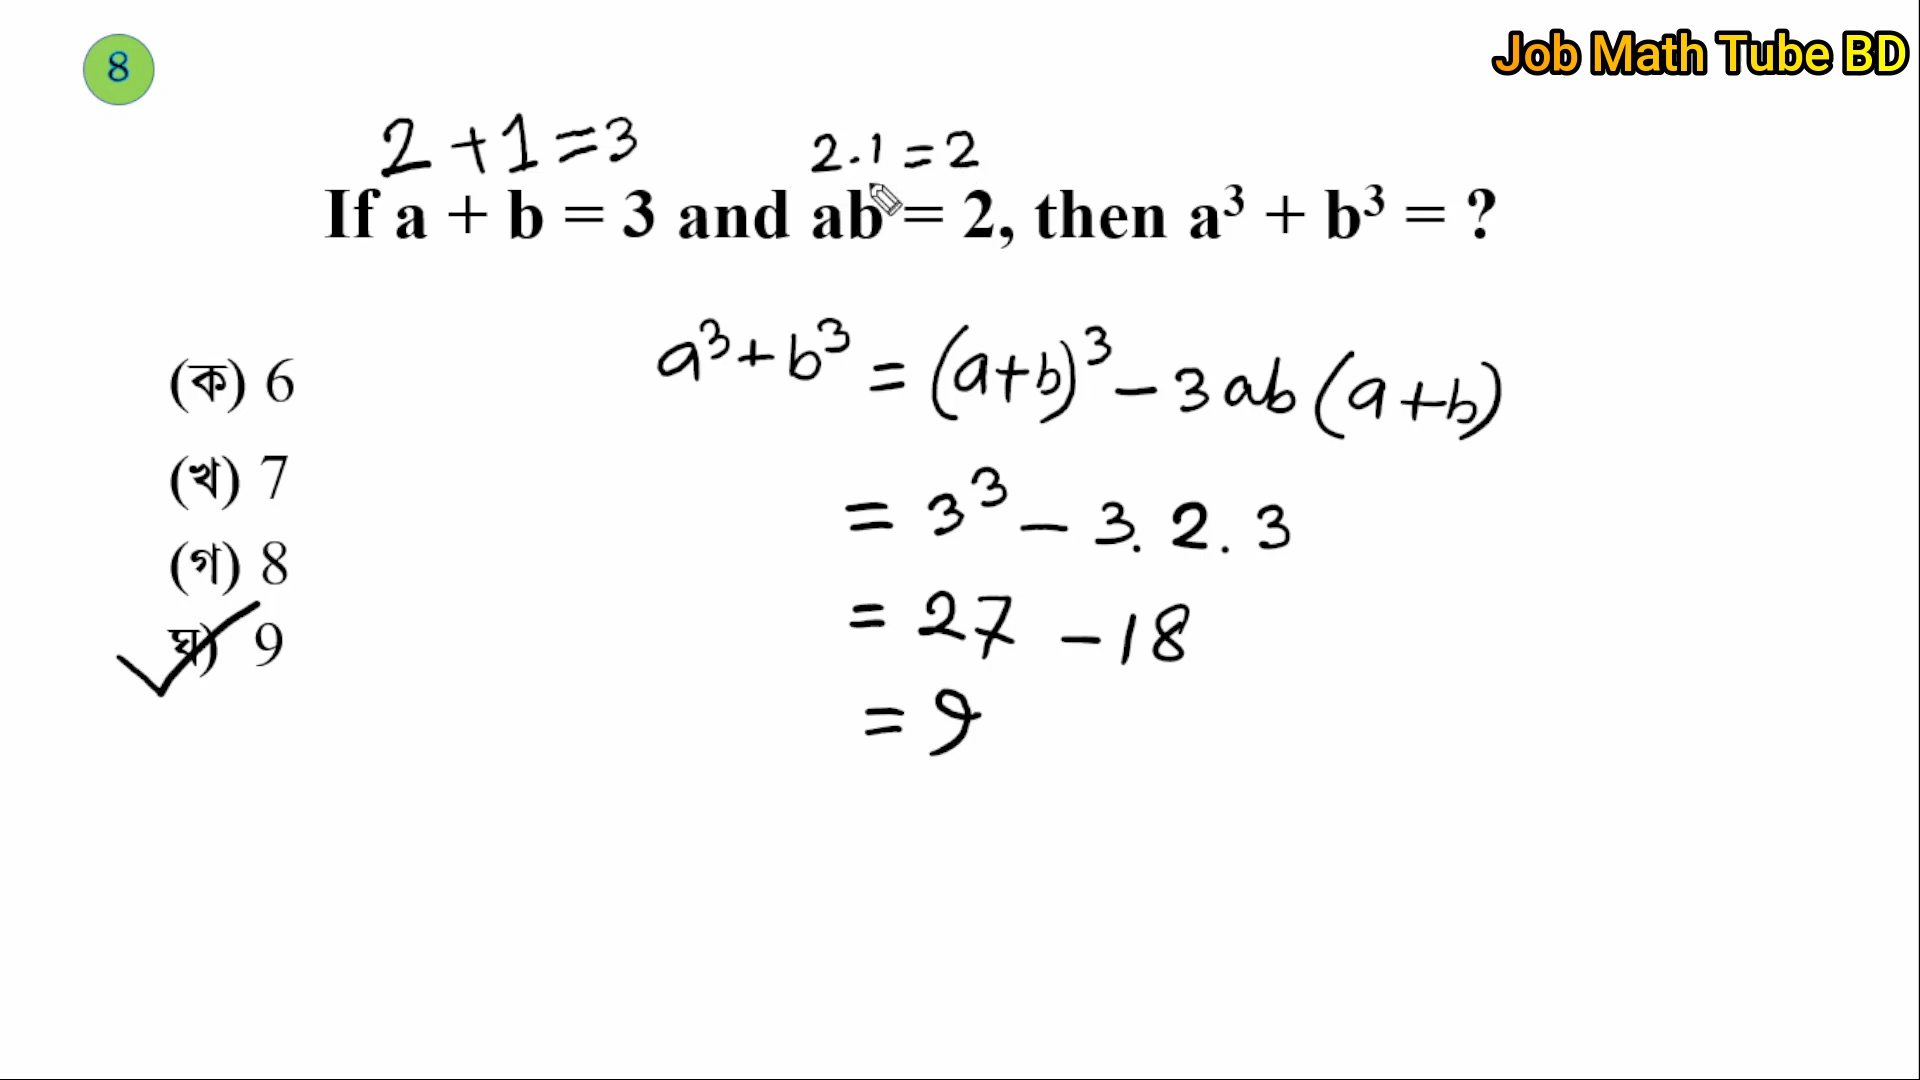 8
Job Math Tube BD
2 + 1 = 3 2.1 = 2
If a + b = 3 and ab = 2, then a³ + b³ = ?
a³ + b³ = (a+b)³ - 3ab(a+b)
(ক) 6
(খ) 7
= 3³ - 3.2.3
(গ) 8
= 27 - 18
ঘ) 9
= 9